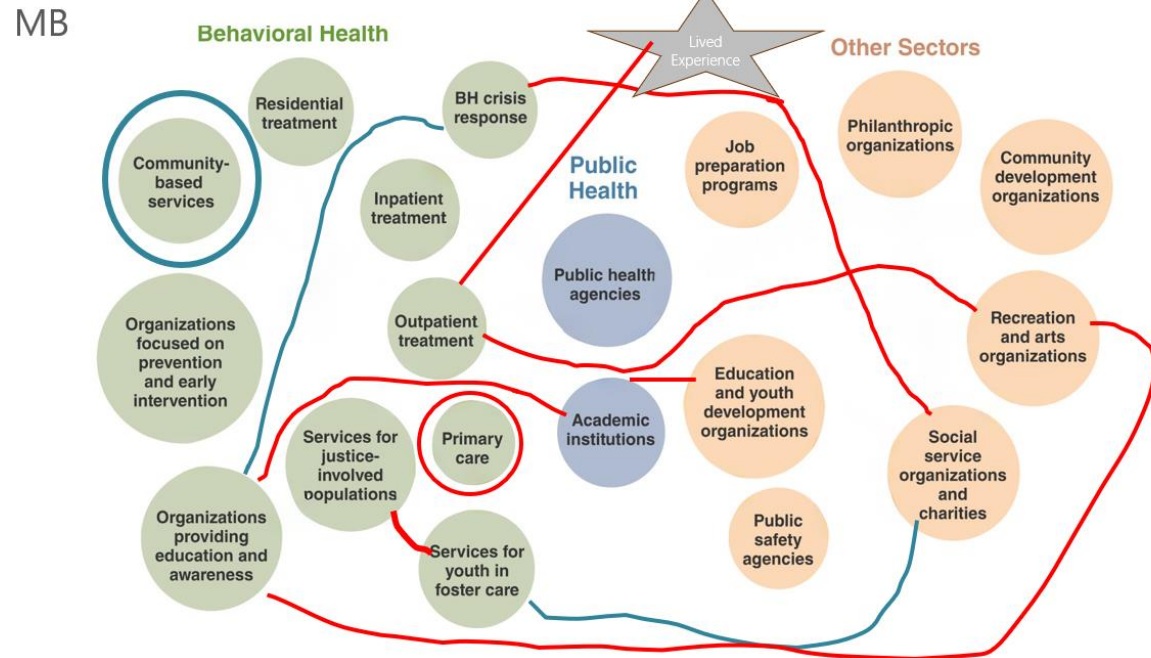 MB
Behavioral Health
Lived
Experience
Other Sectors
Residential
treatment
BH crisis
response
Philanthropic
organizations
Community-
based
services
Job
preparation
programs
Community
development
organizations
Public
Health
Inpatient
treatment
Public health
agencies
Organizations
focused on
prevention
and early
intervention
Outpatient
treatment
Recreation
and arts
organizations
Education
and youth
development
organizations
Services for
justice-
involved
populations
Primary
care
Academic
institutions
Social
service
organizations
and
charities
Organizations
providing
education and
awareness
Services for
youth in
foster care
Public
safety
agencies